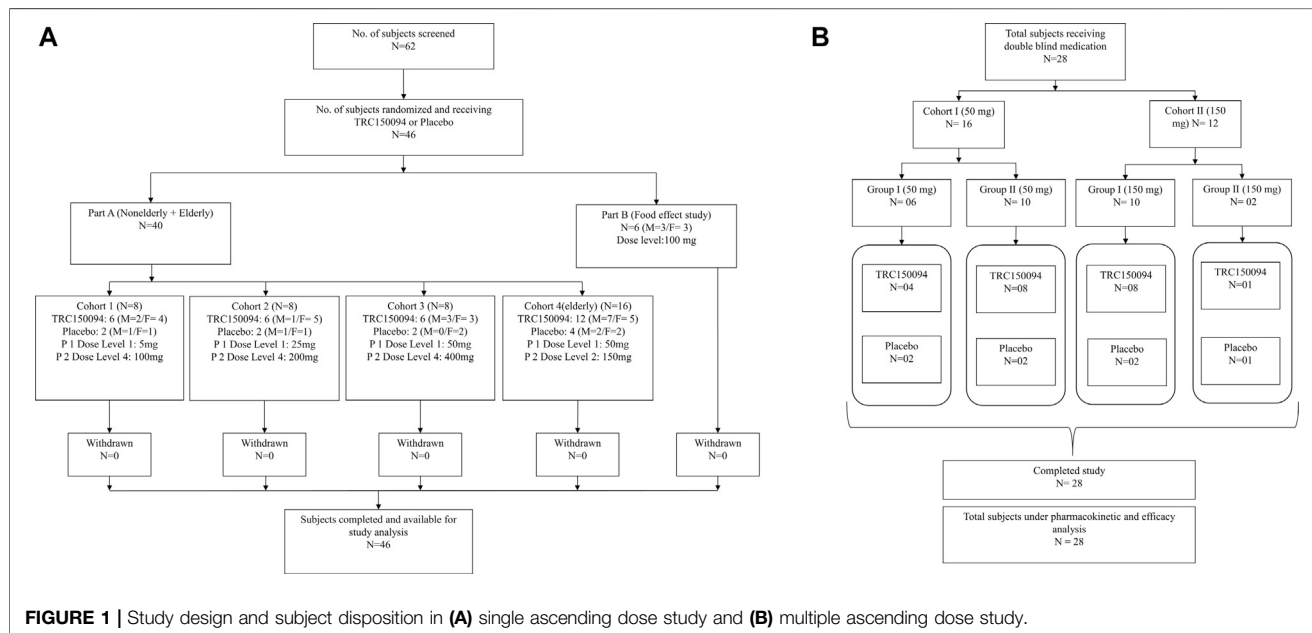 A
No. of subjects screened
N=62
No. of subjects randomized and receiving
TRC150094 or Placebo
N=46
Part A (Nonelderly + Elderly)
N=40
Part B (Food effect study)
N=6 (M=3/F= 3)
Dose level:100 mg
Cohort 1 (N=8)
TRC150094: 6 (M=2/F= 4)
Placebo: 2 (M=1/F=1)
P 1 Dose Level 1: 5mg
P 2 Dose Level 4: 100mg
Cohort 2 (N=8)
TRC150094: 6 (M=1/F= 5)
Placebo: 2 (M=1/F=1)
P 1 Dose Level 1: 25mg
P 2 Dose Level 4: 200mg
Cohort 3 (N=8)
TRC150094: 6 (M=3/F= 3)
Placebo: 2 (M=0/F=2)
P 1 Dose Level 1: 50mg
P 2 Dose Level 4: 400mg
Cohort 4(elderly) (N=16)
TRC150094: 12 (M=7/F= 5)
Placebo: 4 (M=2/F=2)
P 1 Dose Level 1: 50mg
P 2 Dose Level 2: 150mg
Withdrawn
N=0
Withdrawn
N=0
Withdrawn
N=0
Withdrawn
N=0
Withdrawn
N=0
Subjects completed and available for
study analysis
N=46
B
Total subjects receiving
double blind medication
N=28
Cohort I (50 mg)
N= 16
Cohort II (150
mg) N= 12
Group I (50 mg)
N= 06
Group II (50 mg)
N= 10
Group I (150 mg)
N= 10
Group II (150 mg)
N= 02
TRC150094
N=04
TRC150094
N=08
TRC150094
N=08
TRC150094
N=01
Placebo
N=02
Placebo
N=02
Placebo
N=02
Placebo
N=01
Completed study
N= 28
Total subjects under pharmacokinetic and efficacy
analysis
N = 28
FIGURE 1 | Study design and subject disposition in (A) single ascending dose study and (B) multiple ascending dose study.